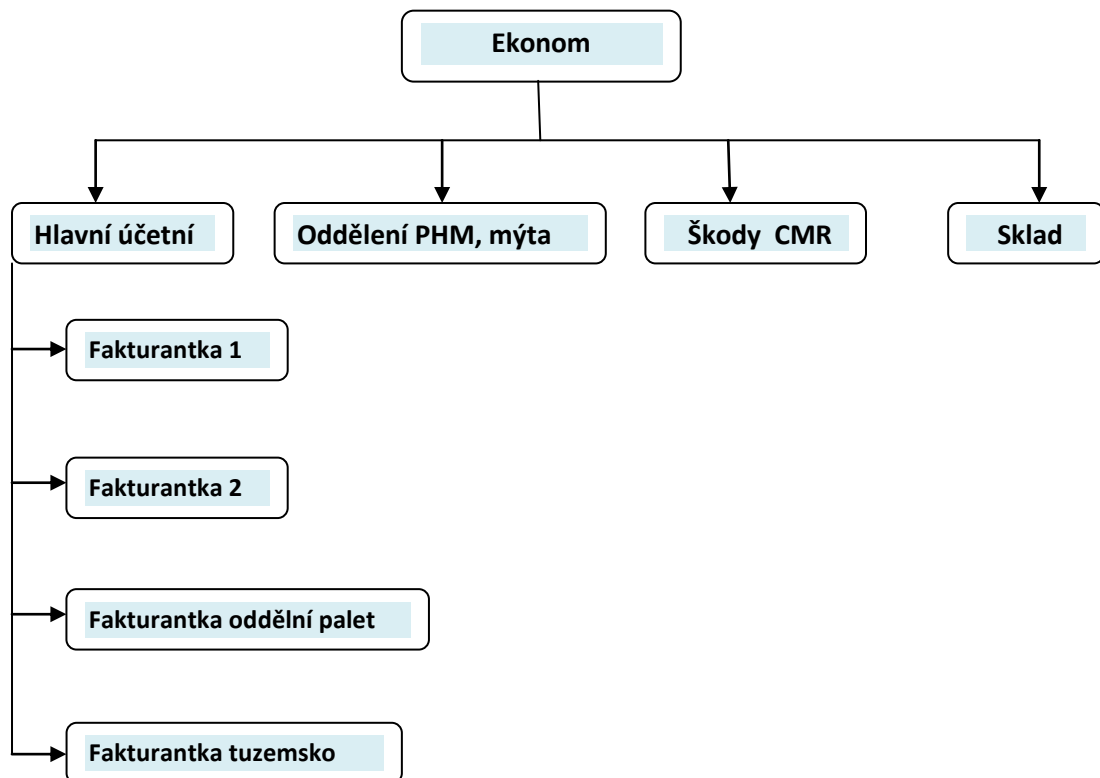 Ekonom
Hlavní účetní
Oddělení PHM, mýta
Škody CMR
Sklad
Fakturantka 1
Fakturantka 2
Fakturantka oddělní palet
Fakturantka tuzemsko